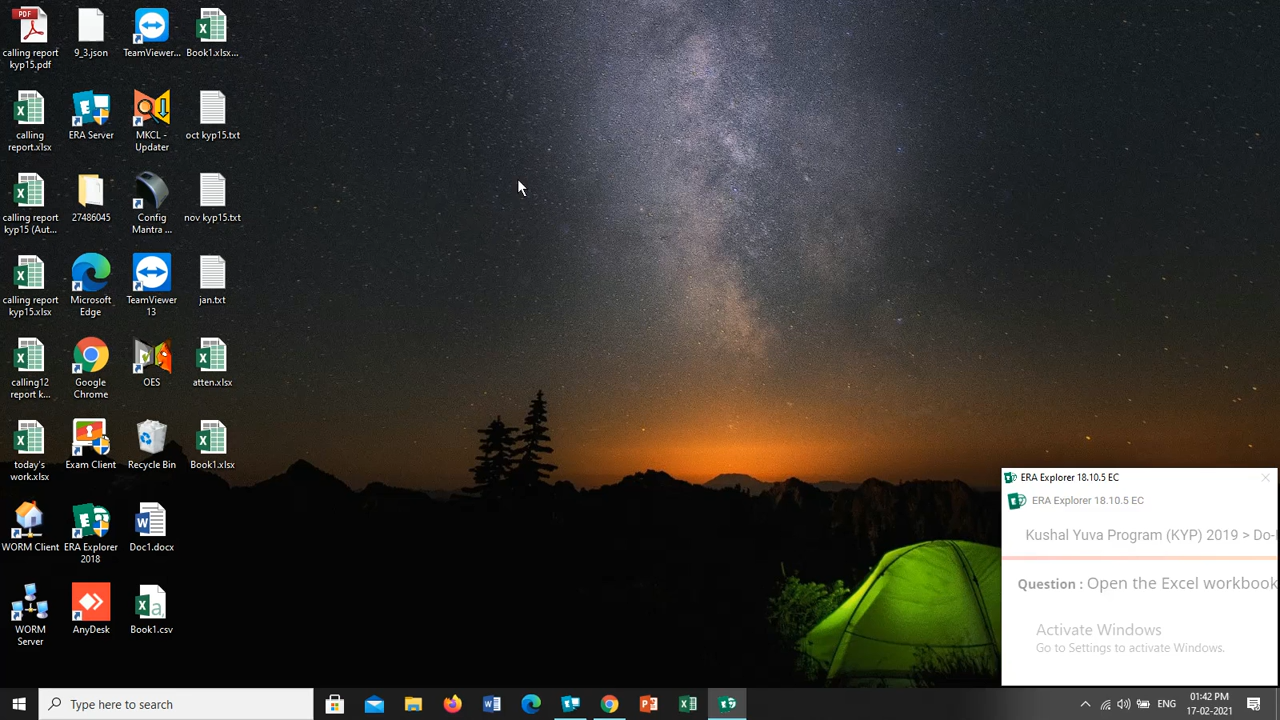 calling report
kyp15.pdf
9_3.json
TeamViewer...
Book1.xlsx...
calling
report.xlsx
ERA Server
MKCL -
Updater
oct kyp15.txt
calling report
kyp15 (Aut...
27486045
Config
Mantra ...
nov kyp15.txt
calling report
kyp15.xlsx
Microsoft
Edge
TeamViewer
13
jan.txt
calling12
report k...
Google
Chrome
OES
atten.xlsx
today's
work.xlsx
Exam Client
Recycle Bin
Book1.xlsx
WORM Client
ERA Explorer
2018
Doc1.docx
WORM
Server
AnyDesk
Book1.csv
ERA Explorer 18.10.5 EC
ERA Explorer 18.10.5 EC
Kushal Yuva Program (KYP) 2019 > Do-
Question : Open the Excel workbook
Activate Windows
Go to Settings to activate Windows.
Type here to search
ENG
01:42 PM
17-02-2021